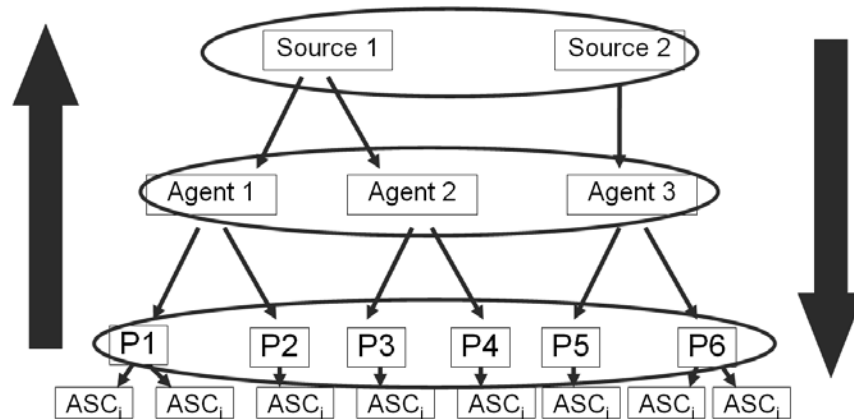 Source 1 Source 2
Agent 1 Agent 2 Agent 3
P1 P2 P3 P4 P5 P6
ASCi ASCi ASCi ASCi ASCi ASCi ASCi